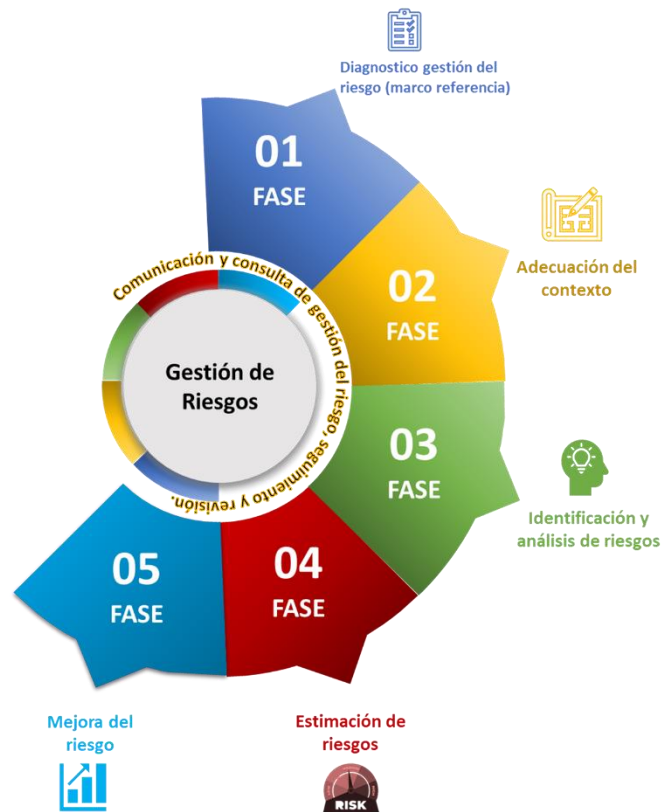 Diagnostico gestión del
riesgo (marco referencia)
01
FASE
Adecuación del
contexto
02
FASE
Comunicación y consulta de gestión del riesgo, seguimiento y revisión.
Gestión de
Riesgos
03
FASE
Identificación y
análisis de riesgos
04
FASE
05
FASE
Mejora del
riesgo
Estimación de
riesgos
RISK